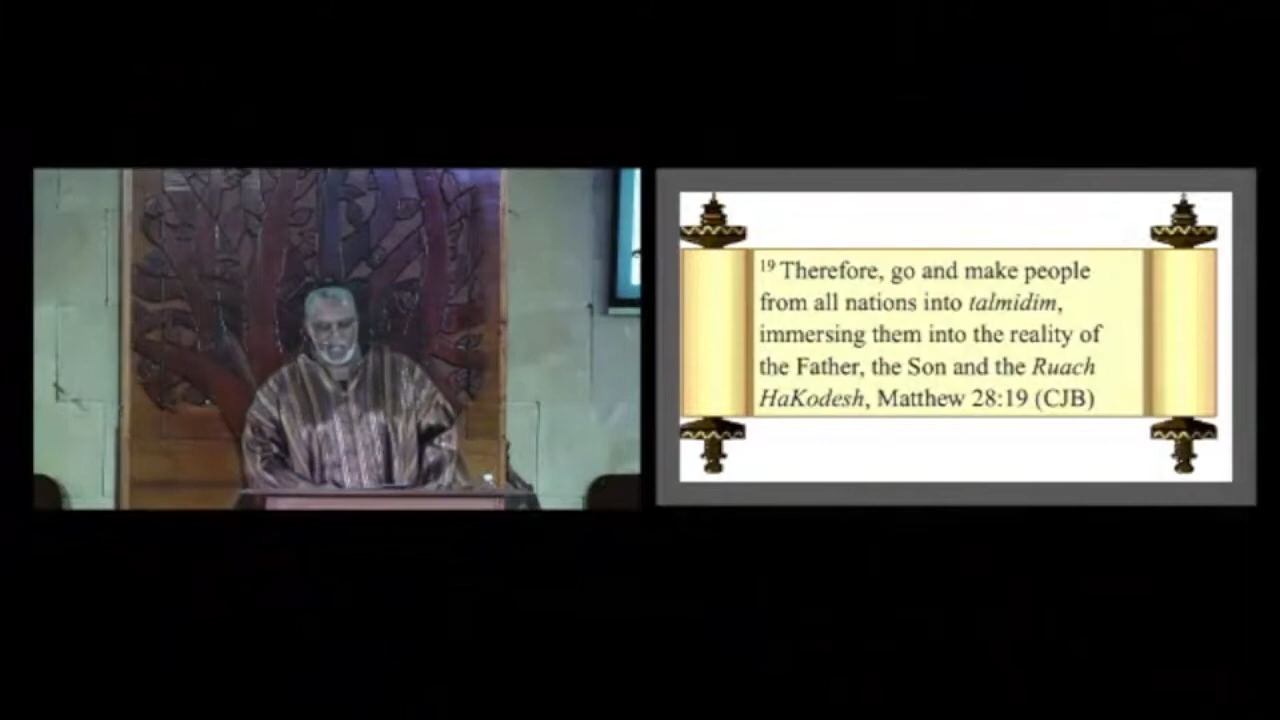 19 Therefore, go and make people
from all nations into talmidim,
immersing them into the reality of
the Father, the Son and the Ruach
HaKodesh, Matthew 28:19 (CJB)